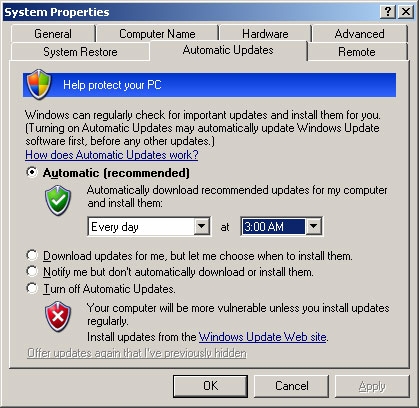 System Properties
General Computer Name Hardware Advanced
System Restore Automatic Updates Remote
Help protect your PC
Windows can regularly check for important updates and install them for you.
(Turning on Automatic Updates may automatically update Windows Update
software first, before any other updates.)
How does Automatic Updates work?
Automatic (recommended)
Automatically download recommended updates for my computer
and install them:
Every day at 3:00 AM
Download updates for me, but let me choose when to install them.
Notify me but don't automatically download or install them.
Turn off Automatic Updates.
Your computer will be more vulnerable unless you install updates
regularly.
Install updates from the Windows Update Web site.
Offer updates again that I've previously hidden
OK Cancel Apply